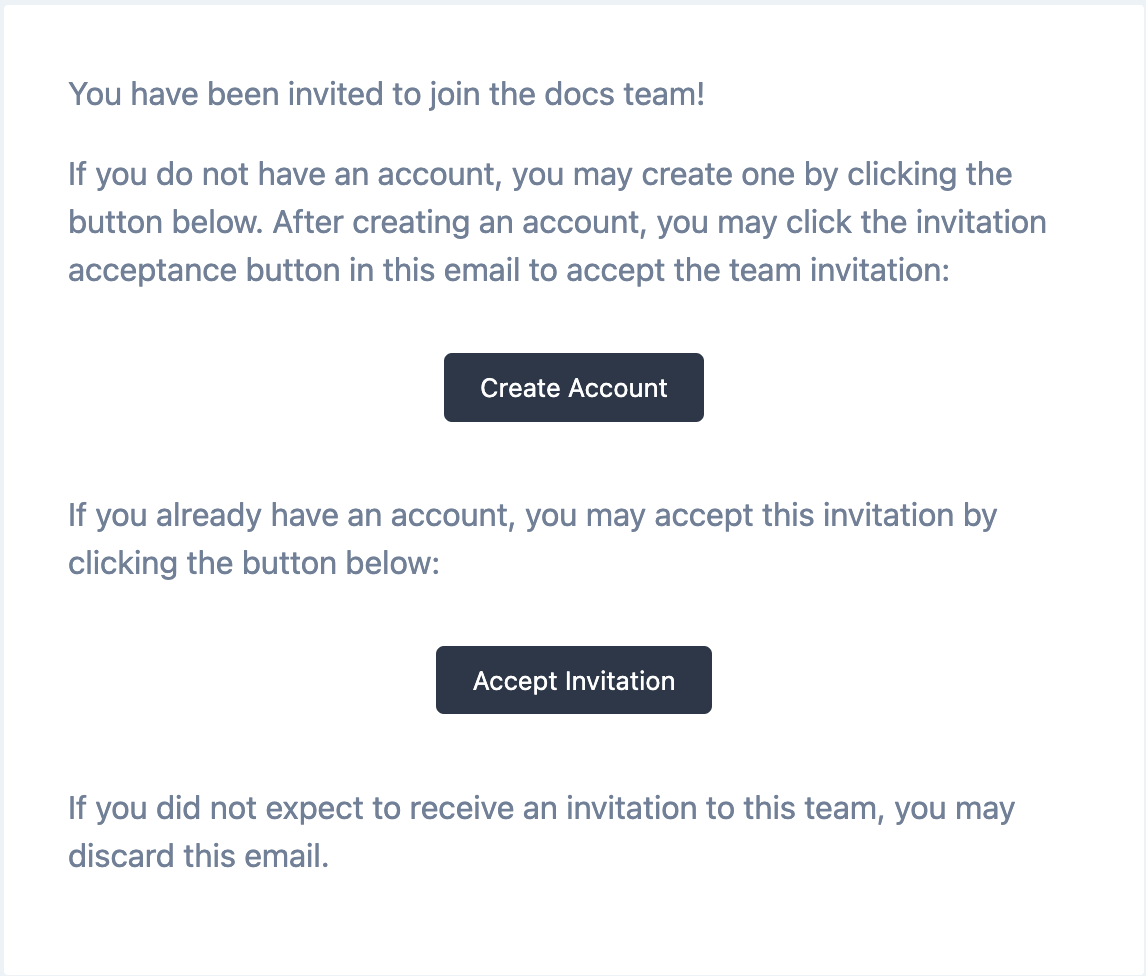 You have been invited to join the docs team!
If you do not have an account, you may create one by clicking the
button below. After creating an account, you may click the invitation
acceptance button in this email to accept the team invitation:
Create Account
If you already have an account, you may accept this invitation by
clicking the button below:
Accept Invitation
If you did not expect to receive an invitation to this team, you may
discard this email.